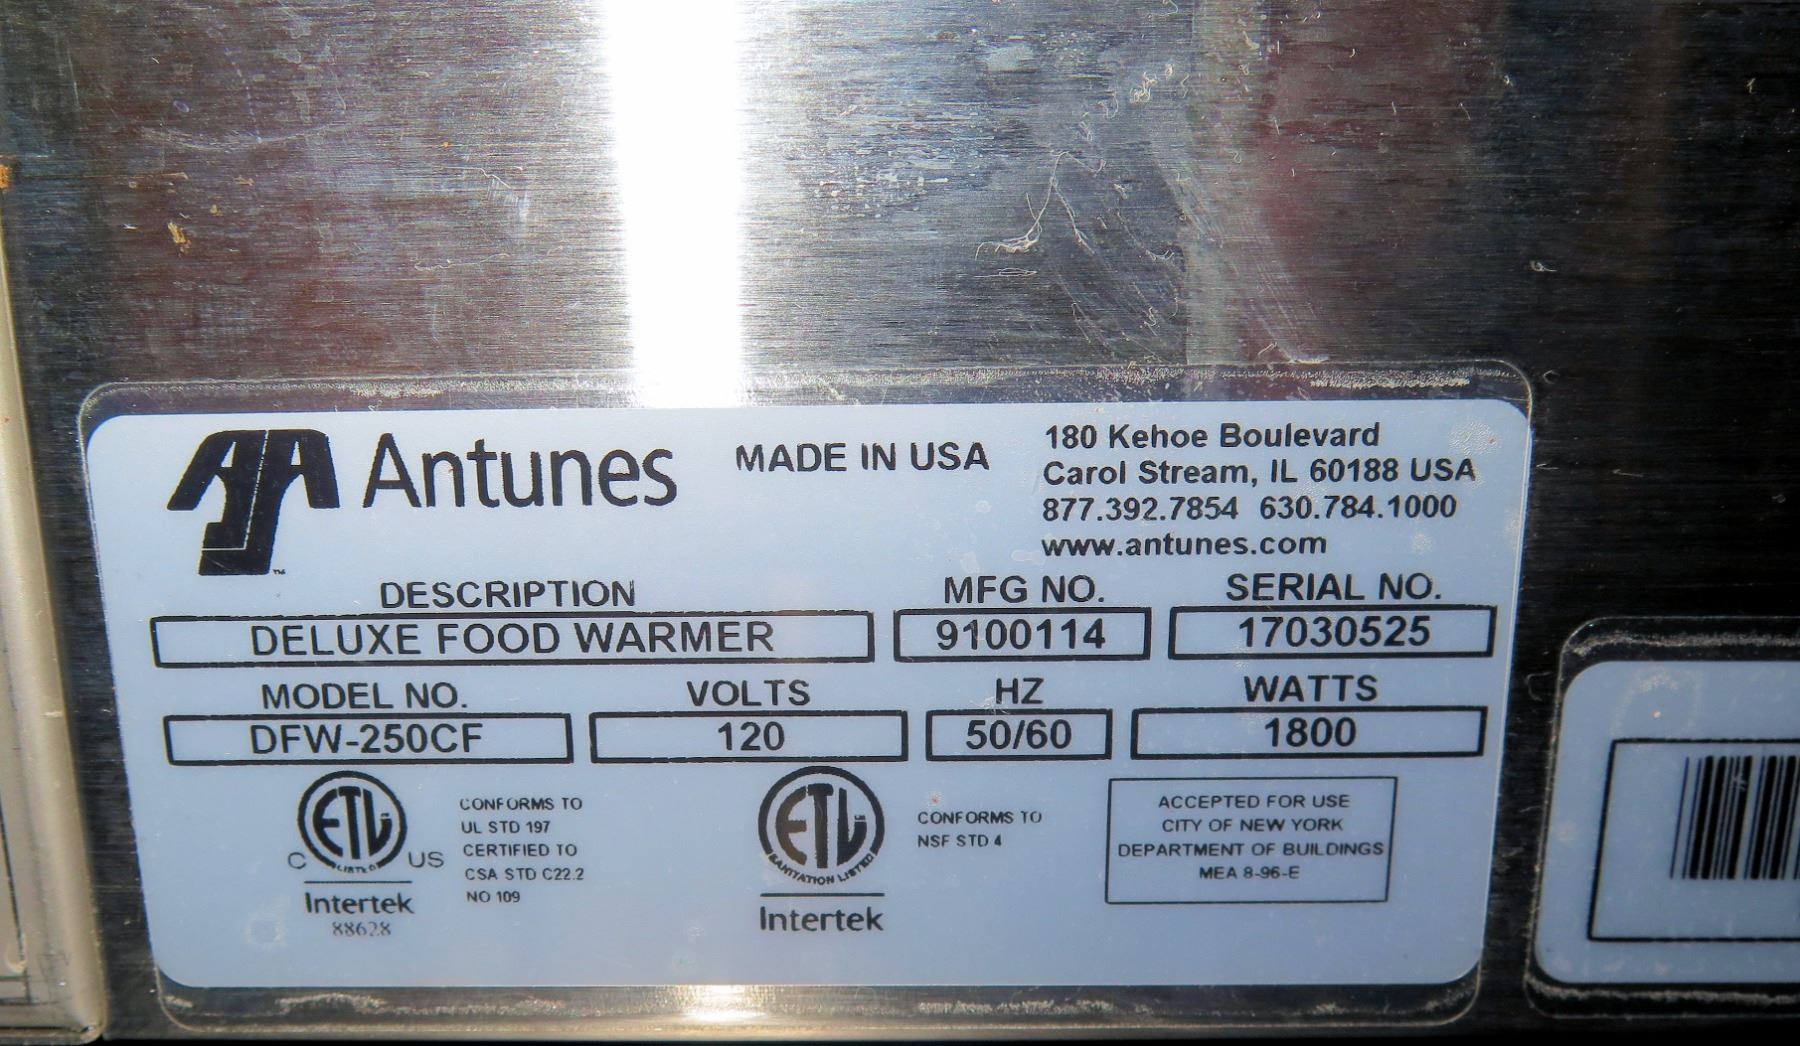 Antunes
MADE IN USA
180 Kehoe Boulevard
Carol Stream, IL 60188 USA
877.392.7854 630.784.1000
www.antunes.com
DESCRIPTION MFG NO. SERIAL NO.
DELUXE FOOD WARMER 9100114 17030525
MODEL NO. VOLTS HZ WATTS
DFW-250CF 120 50/60 1800
ETL
LISTED
C US
Intertek
88628
CONFORMS TO
UL STD 197
CERTIFIED TO
CSA STD C22.2
NO 109
ETL
SANITATION LISTED
Intertek
CONFORMS TO
NSF STD 4
ACCEPTED FOR USE
CITY OF NEW YORK
DEPARTMENT OF BUILDINGS
MEA 8-96-E